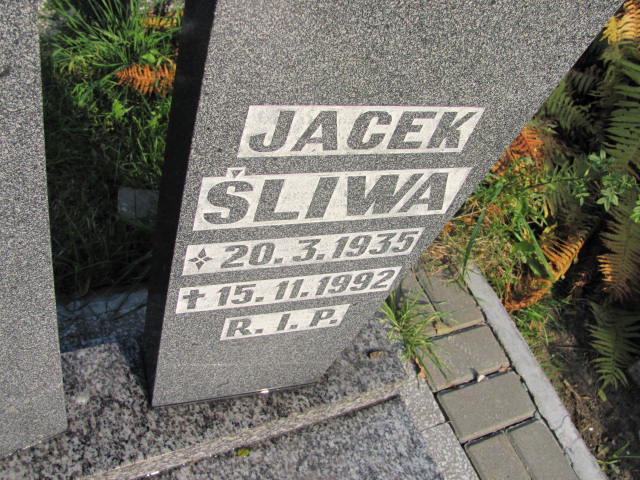 JACEK
ŚLIWA
20. 3. 1935
✝ 15. 11. 1992
R. I. P.